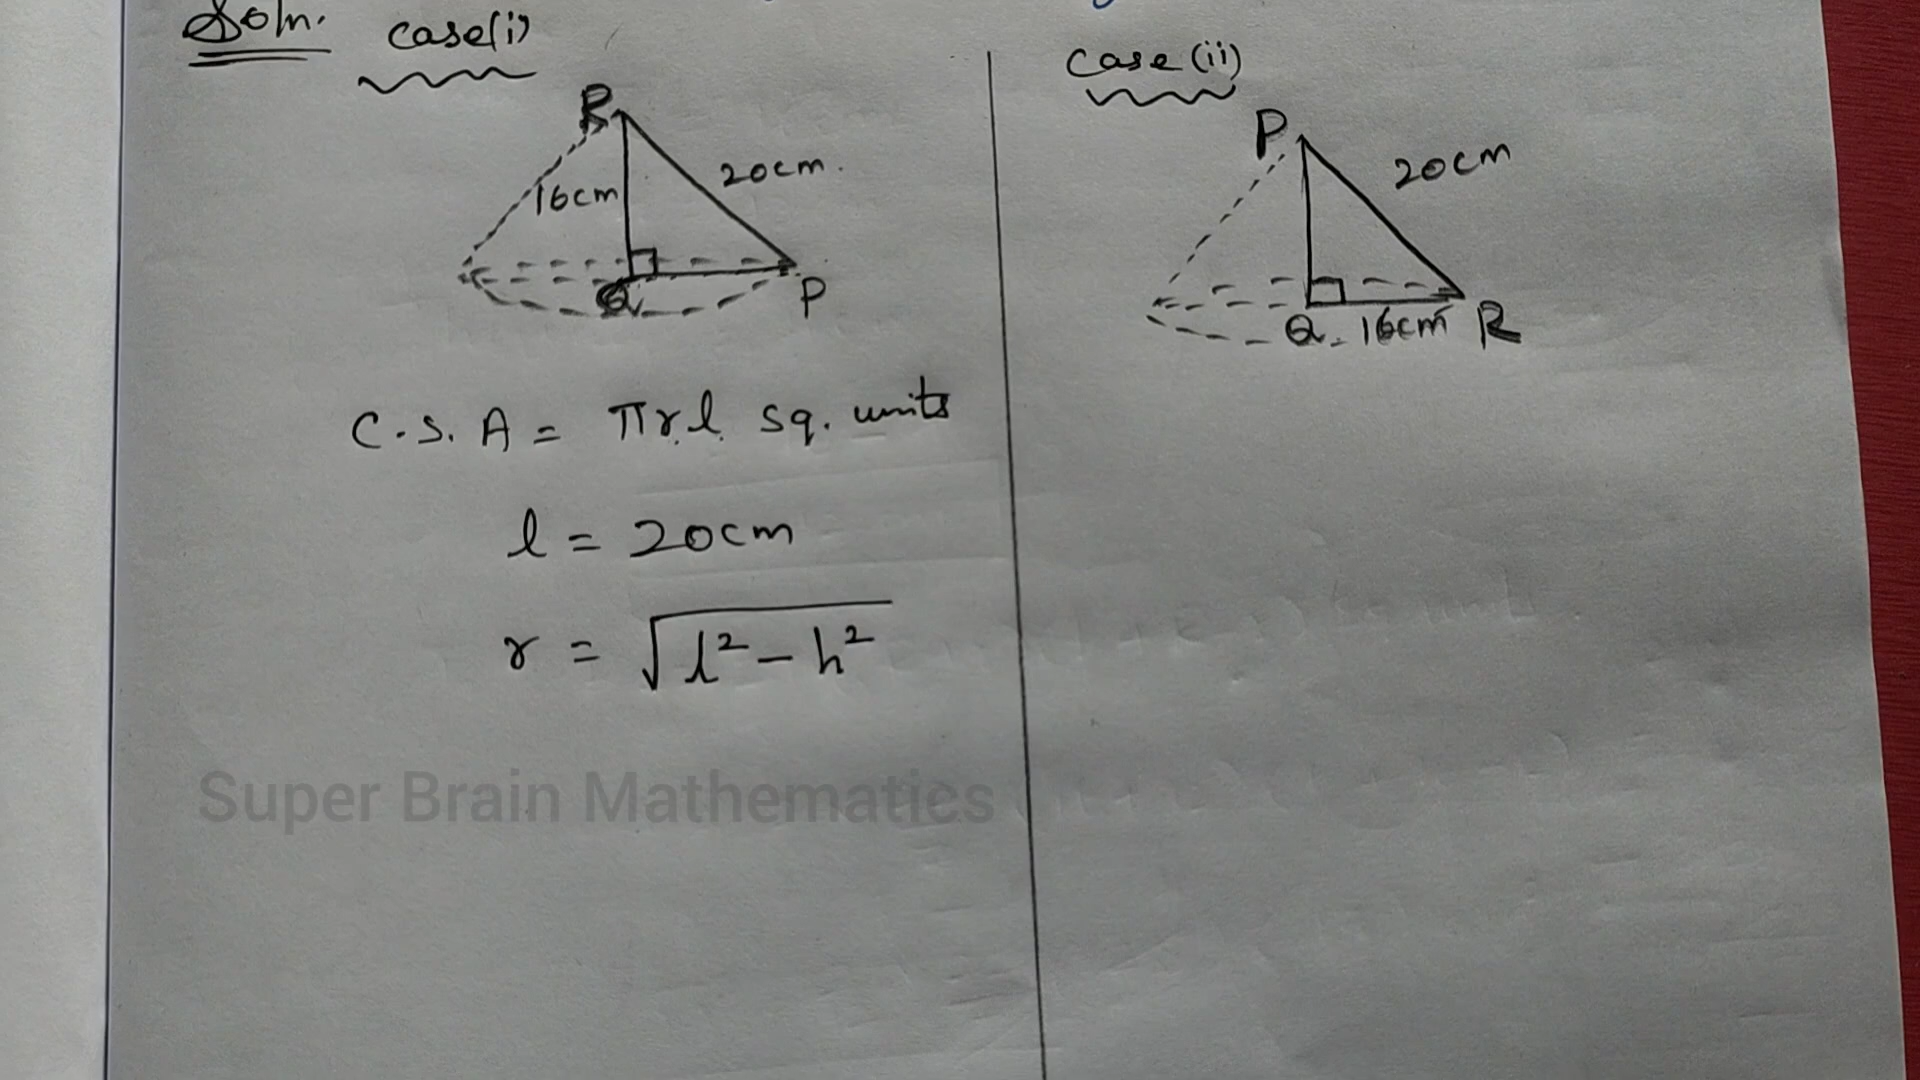 Soln.
case(i)
R
16cm
20cm.
Q
P
C.S.A = πrl sq. units
l = 20cm
r = √l² - h²
case (ii)
P
20cm
Q. 16cm R
Super Brain Mathematics